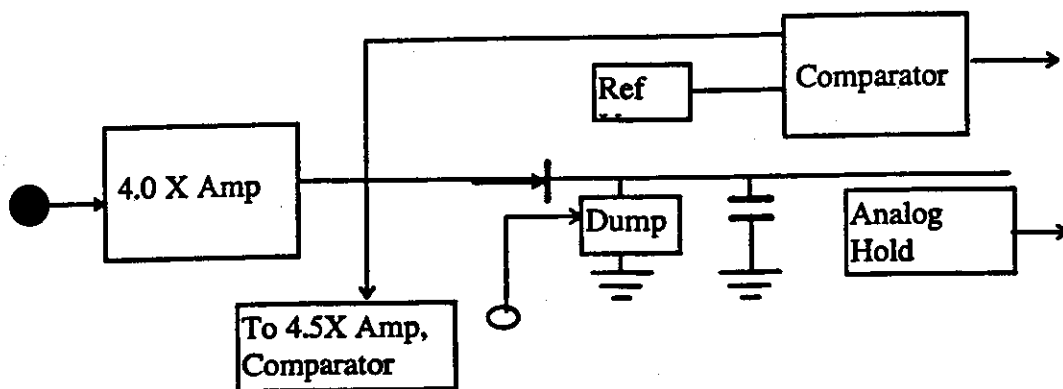 Ref
Comparator
4.0 X Amp
Dump
Analog
Hold
To 4.5X Amp,
Comparator